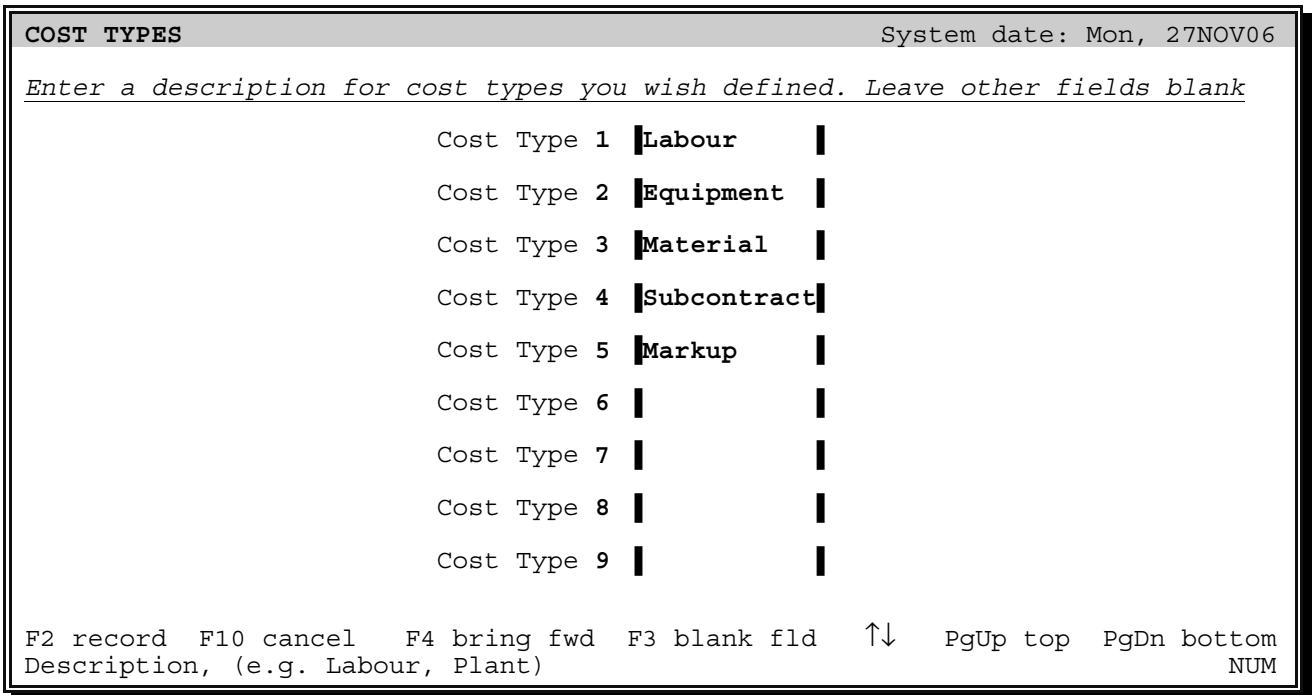 COST TYPES System date: Mon, 27NOV06
Enter a description for cost types you wish defined. Leave other fields blank
Cost Type 1 Labour
Cost Type 2 Equipment
Cost Type 3 Material
Cost Type 4 Subcontract
Cost Type 5 Markup
Cost Type 6
Cost Type 7
Cost Type 8
Cost Type 9
F2 record F10 cancel F4 bring fwd F3 blank fld ↑↓ PgUp top PgDn bottom
Description, (e.g. Labour, Plant) NUM